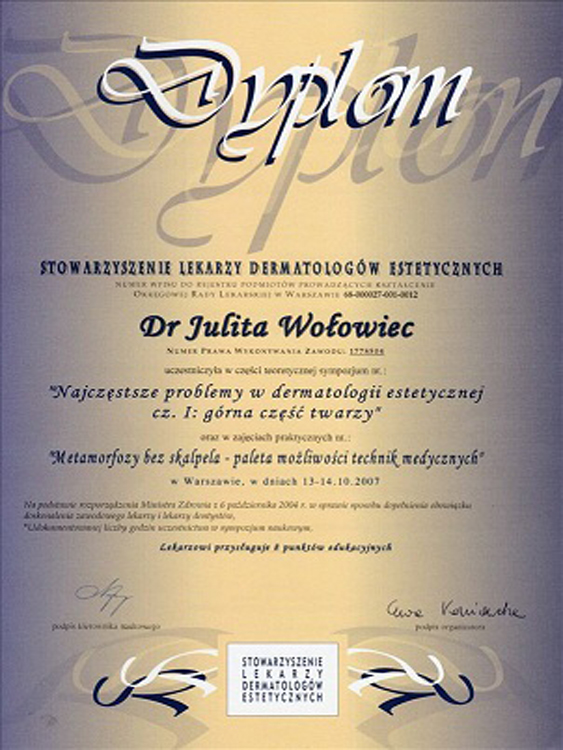 Dyplom
STOWARZYSZENIE LEKARZY DERMATOLOGÓW ESTETYCZNYCH
NUMER WPISU DO REJESTRU PODMIOTÓW PROWADZĄCYCH KSZTAŁCENIE
OKRĘGOWEJ RADY LEKARSKIEJ W WARSZAWIE 68-000027-001-0012
Dr Julita Wołowiec
NUMER PRAWA WYKONYWANIA ZAWODU:
uczestniczyła w części teoretycznej sympozjum nt.:
"Najczęstsze problemy w dermatologii estetycznej
cz. I: górna część twarzy"
oraz w zajęciach praktycznych nt.:
"Metamorfozy bez skalpela - paleta możliwości technik medycznych"
w Warszawie, w dniach 13-14.10.2007
Na podstawie rozporządzenia Ministra Zdrowia z 6 października 2004 r. w sprawie sposobu dopełnienia obowiązku
doskonalenia zawodowego lekarzy i lekarzy dentystów,
*Udokumentowanej liczby godzin uczestnictwa w sympozjum naukowym.
Lekarzowi przysługuje 8 punktów edukacyjnych
podpis kierownika naukowego
podpis organizatora
STOWARZYSZENIE
LEKARZY
DERMATOLOGÓW
ESTETYCZNYCH